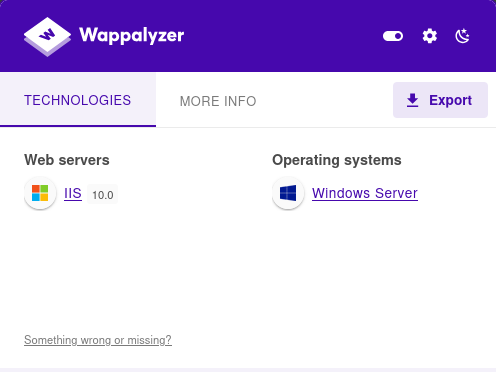 Wappalyzer
TECHNOLOGIES
MORE INFO
Export
Web servers
IIS 10.0
Operating systems
Windows Server
Something wrong or missing?